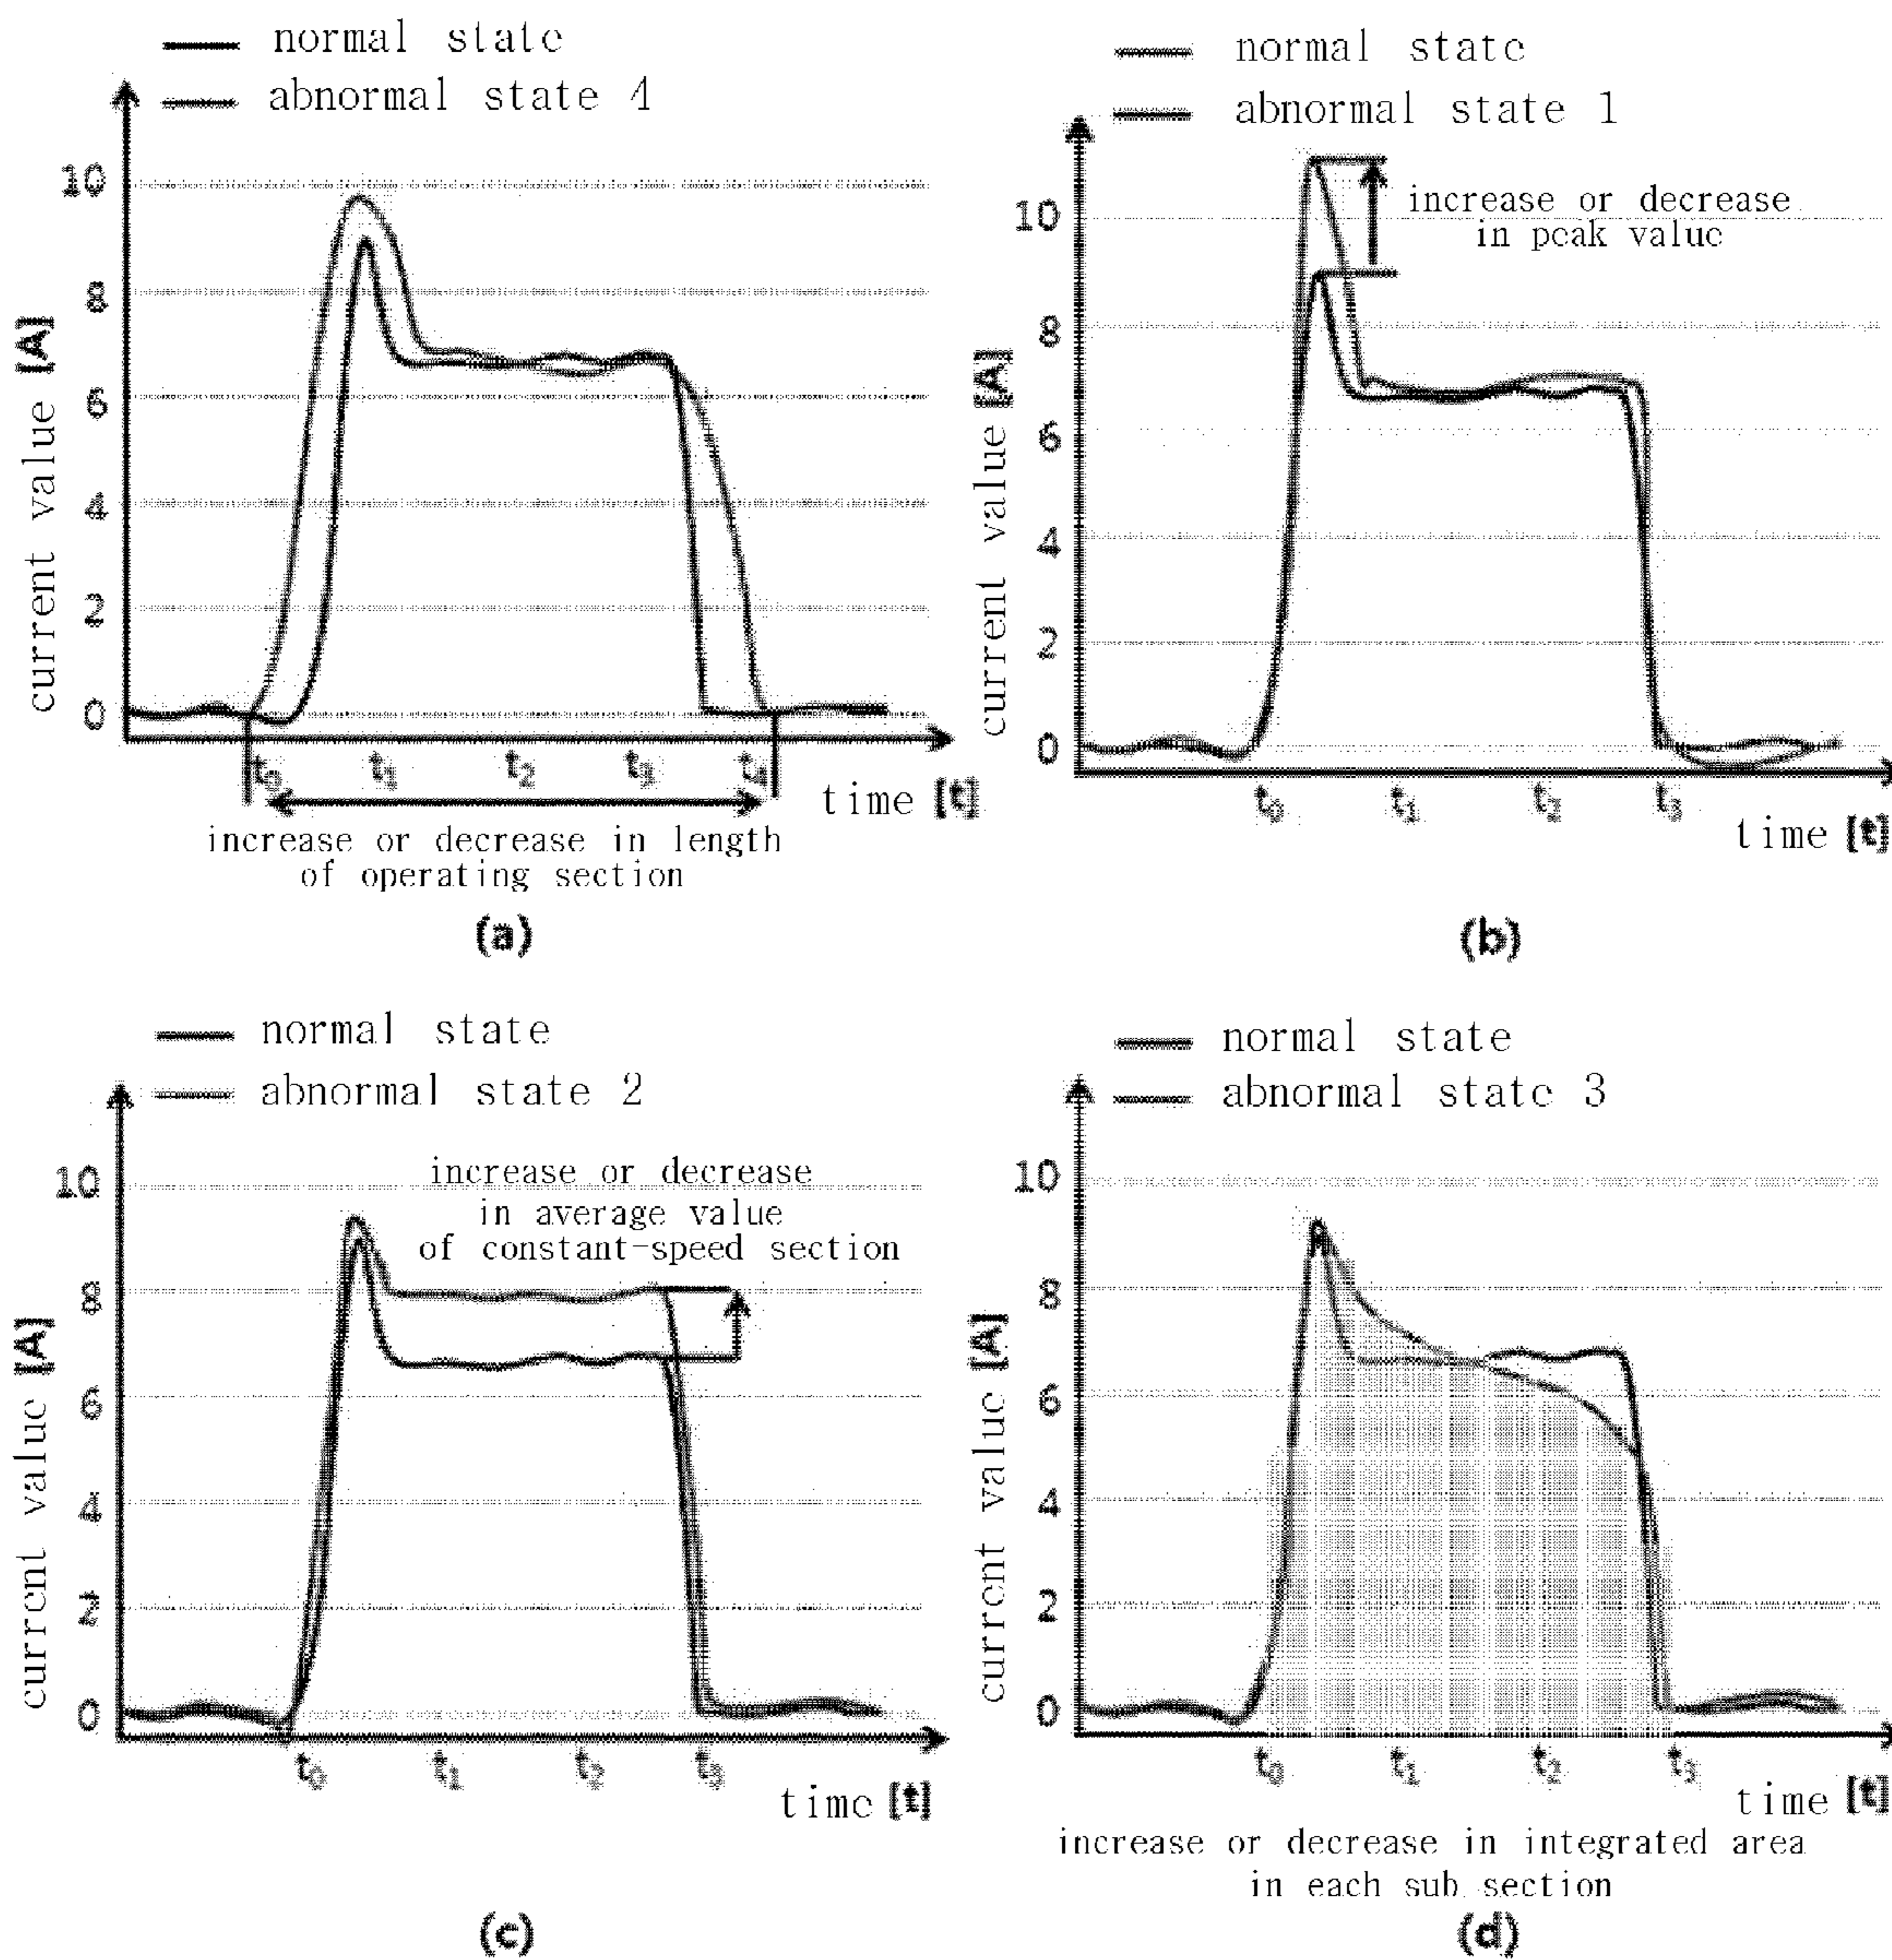 normal state
abnormal state 4
10
8
6
4
2
0
current value [A]
t0 t1 t2 t3 t4
time [t]
increase or decrease in length
of operating section
(a)
normal state
abnormal state 1
increase or decrease
in peak value
10
8
6
4
2
0
current value [A]
t0 t1 t2 t3
time [t]
(b)
normal state
abnormal state 2
increase or decrease
in average value
of constant-speed section
10
8
6
4
2
0
current value [A]
t0 t1 t2 t3
time [t]
(c)
normal state
abnormal state 3
10
8
6
4
2
0
current value [A]
t0 t1 t2 t3
time [t]
increase or decrease in integrated area
in each sub section
(d)